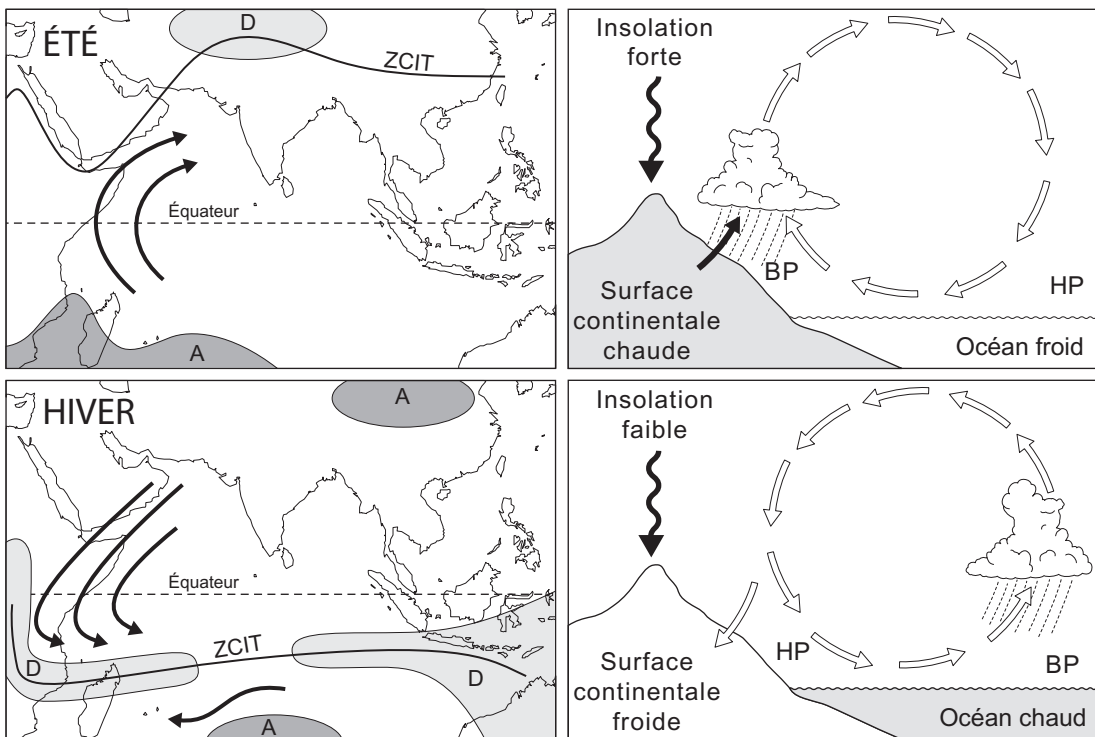 ÉTÉ
D
ZCIT
Équateur
A
Insolation
forte
BP
HP
Surface
continentale
chaude
Océan froid
HIVER
A
Équateur
ZCIT
D
D
A
Insolation
faible
HP
BP
Surface
continentale
froide
Océan chaud